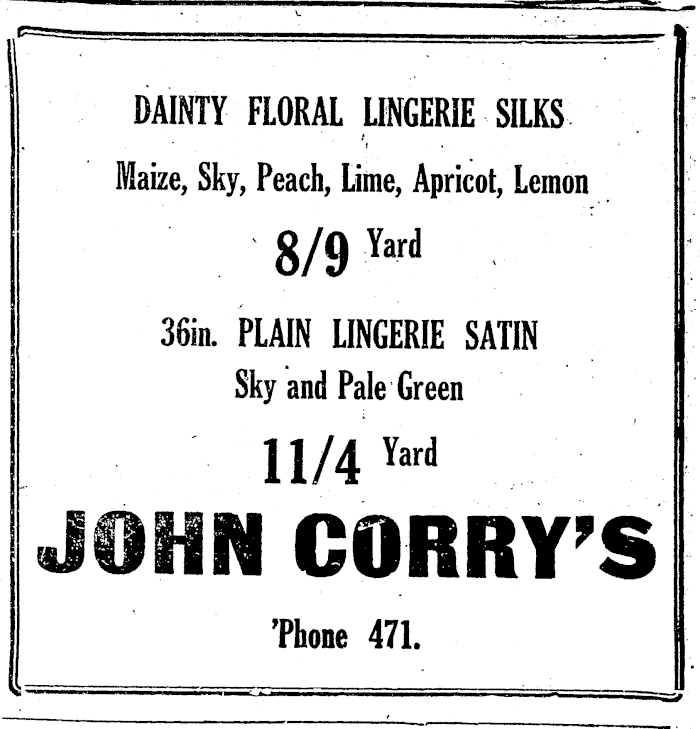 DAINTY FLORAL LINGERIE SILKS
Maize, Sky, Peach, Lime, Apricot, Lemon
8/9 Yard
36in. PLAIN LINGERIE SATIN
Sky and Pale Green
11/4 Yard
JOHN CORRY'S
'Phone 471.